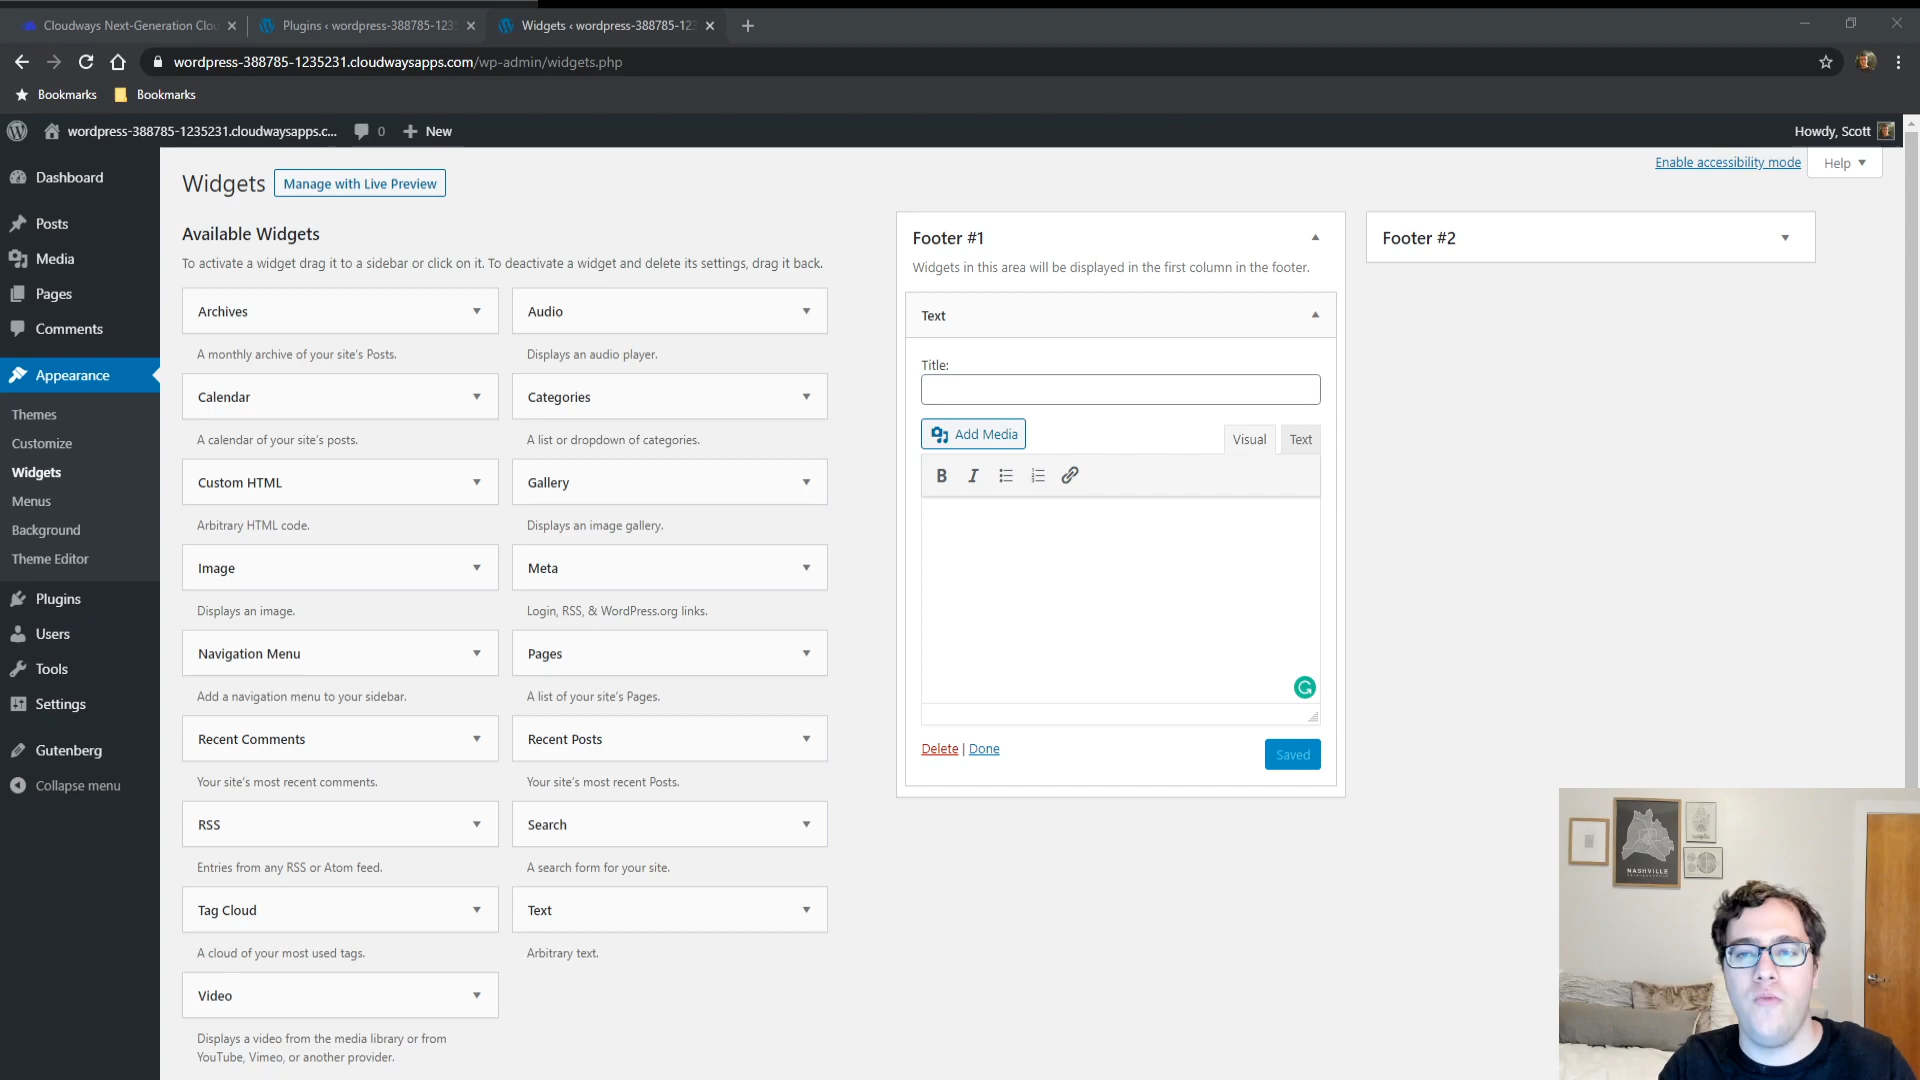 Cloudways Next-Generation Clou
Plugins ‹ wordpress-388785-123
Widgets ‹ wordpress-388785-123
wordpress-388785-1235231.cloudwaysapps.com/wp-admin/widgets.php
Bookmarks
Bookmarks
wordpress-388785-1235231.cloudwaysapps.c...
0
New
Howdy, Scott
Dashboard
Posts
Media
Pages
Comments
Appearance
Themes
Customize
Widgets
Menus
Background
Theme Editor
Plugins
Users
Tools
Settings
Gutenberg
Collapse menu
Widgets
Manage with Live Preview
Enable accessibility mode
Help
Available Widgets
To activate a widget drag it to a sidebar or click on it. To deactivate a widget and delete its settings, drag it back.
Archives
A monthly archive of your site's Posts.
Audio
Displays an audio player.
Calendar
A calendar of your site's posts.
Categories
A list or dropdown of categories.
Custom HTML
Arbitrary HTML code.
Gallery
Displays an image gallery.
Image
Displays an image.
Meta
Login, RSS, & WordPress.org links.
Navigation Menu
Add a navigation menu to your sidebar.
Pages
A list of your site's Pages.
Recent Comments
Your site's most recent comments.
Recent Posts
Your site's most recent Posts.
RSS
Entries from any RSS or Atom feed.
Search
A search form for your site.
Tag Cloud
A cloud of your most used tags.
Text
Arbitrary text.
Video
Displays a video from the media library or from
YouTube, Vimeo, or another provider.
Footer #1
Widgets in this area will be displayed in the first column in the footer.
Text
Title:
Add Media
Visual
Text
B
I
Delete | Done
Saved
Footer #2
NASHVILLE